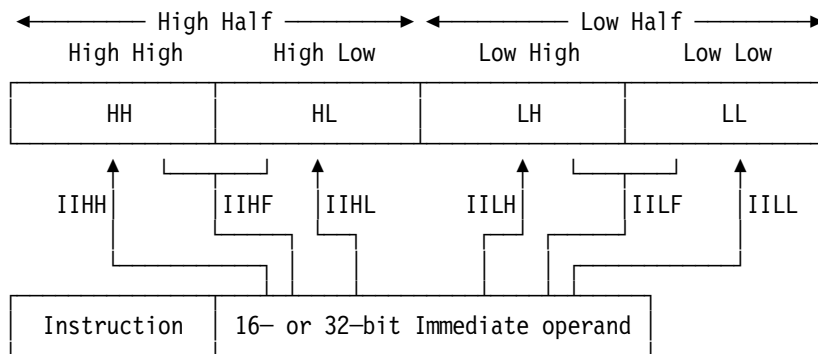 High Half Low Half
High High High Low Low High Low Low
HH HL LH LL
IIHH IIHF IIHL IILH IILF IILL
Instruction 16— or 32—bit Immediate operand